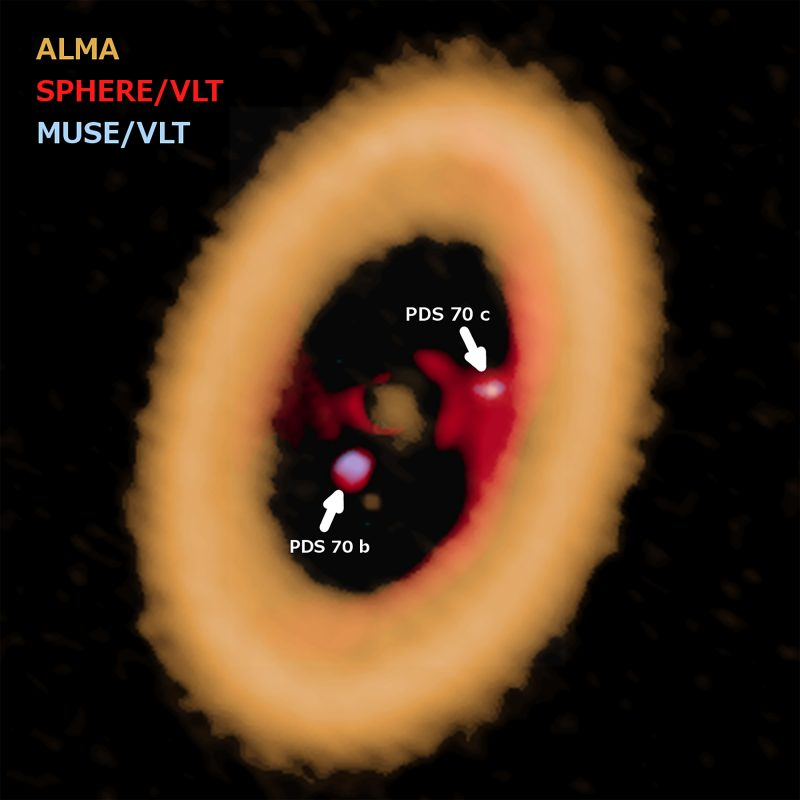 ALMA
SPHERE/VLT
MUSE/VLT
PDS 70 c
PDS 70 b